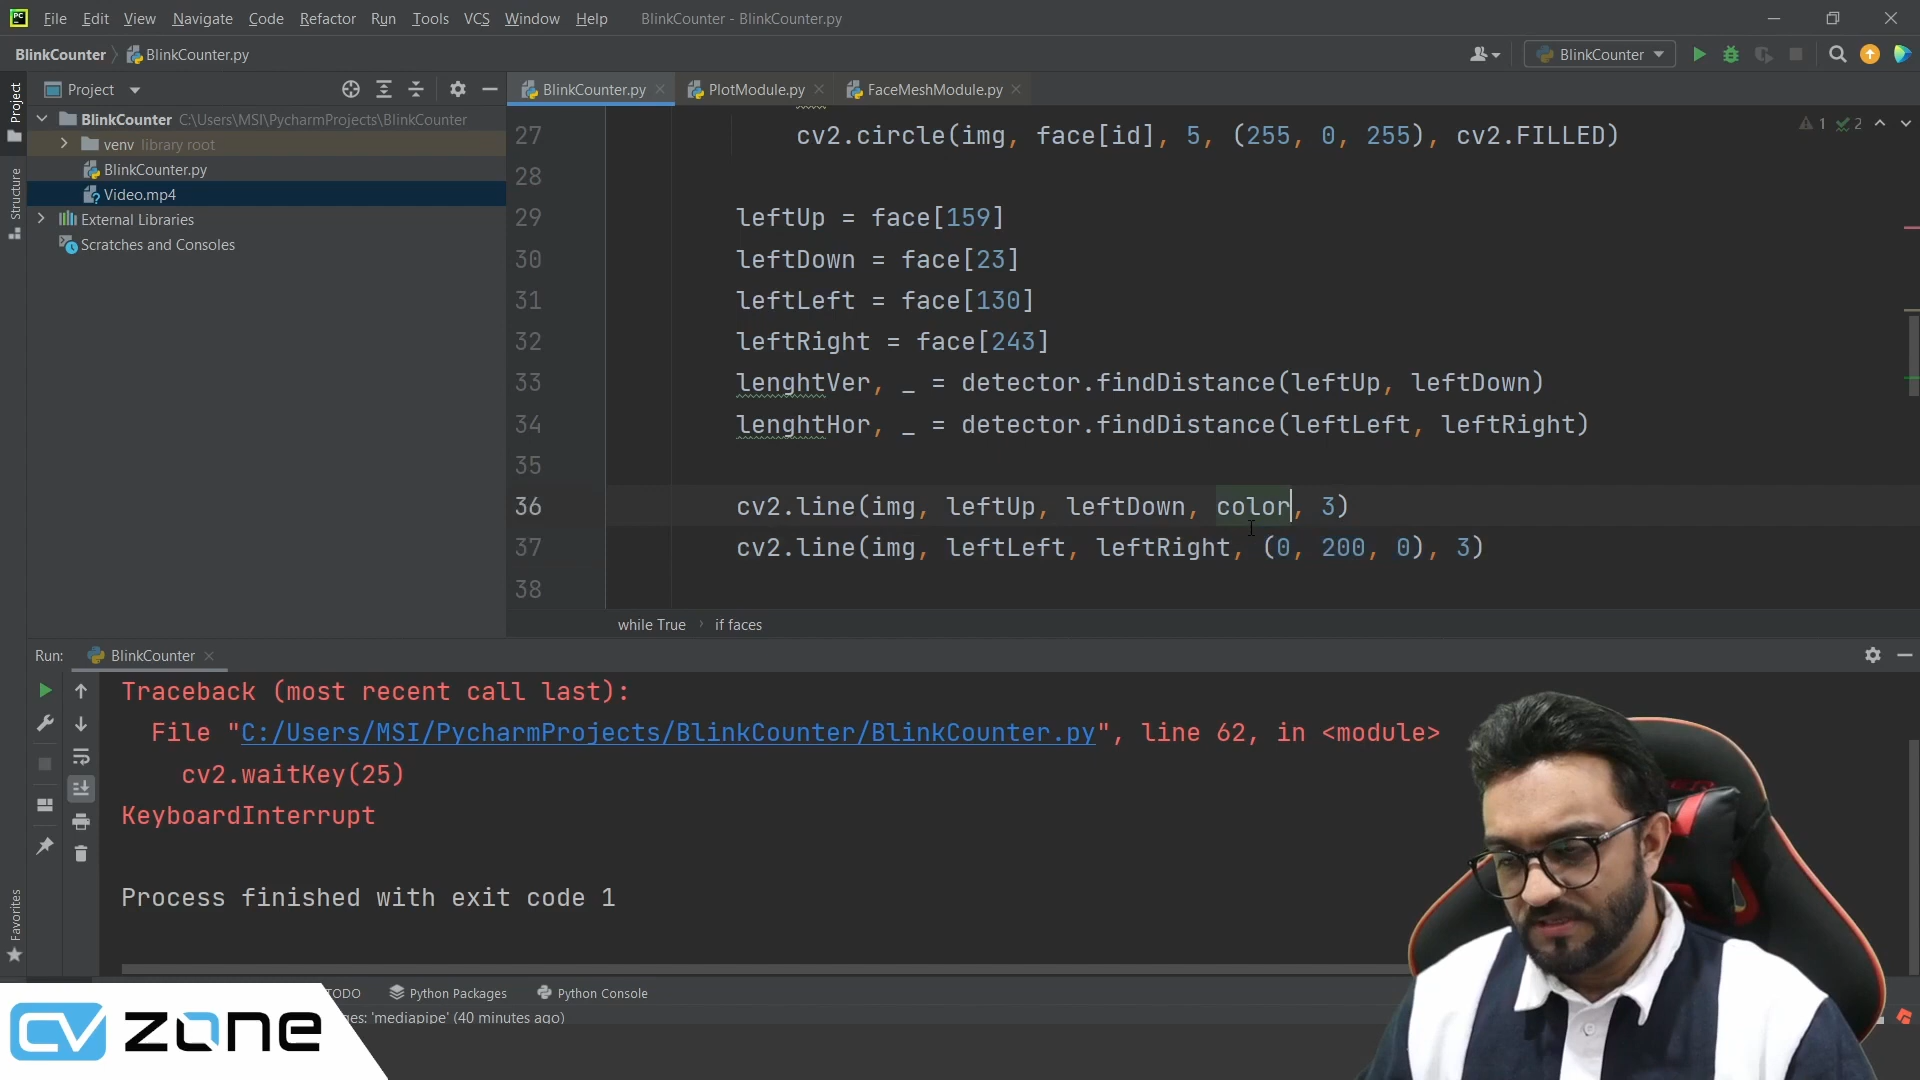 File Edit View Navigate Code Refactor Run Tools VCS Window Help BlinkCounter - BlinkCounter.py
BlinkCounter BlinkCounter.py BlinkCounter
Project
BlinkCounter.py PlotModule.py FaceMeshModule.py
BlinkCounter C:\Users\MSI\PycharmProjects\BlinkCounter
venv library root
BlinkCounter.py
Video.mp4
External Libraries
Scratches and Consoles
Project
Structure
Favorites
1 2
27 cv2.circle(img, face[id], 5, (255, 0, 255), cv2.FILLED)
28
29 leftUp = face[159]
30 leftDown = face[23]
31 leftLeft = face[130]
32 leftRight = face[243]
33 lenghtVer, _ = detector.findDistance(leftUp, leftDown)
34 lenghtHor, _ = detector.findDistance(leftLeft, leftRight)
35
36 cv2.line(img, leftUp, leftDown, color, 3)
37 cv2.line(img, leftLeft, leftRight, (0, 200, 0), 3)
38
while True if faces
Run: BlinkCounter
Traceback (most recent call last):
File "C:/Users/MSI/PycharmProjects/BlinkCounter/BlinkCounter.py", line 62, in <module>
cv2.waitKey(25)
KeyboardInterrupt
Process finished with exit code 1
TODO Python Packages Python Console
'mediapipe' (40 minutes ago)
CV zone